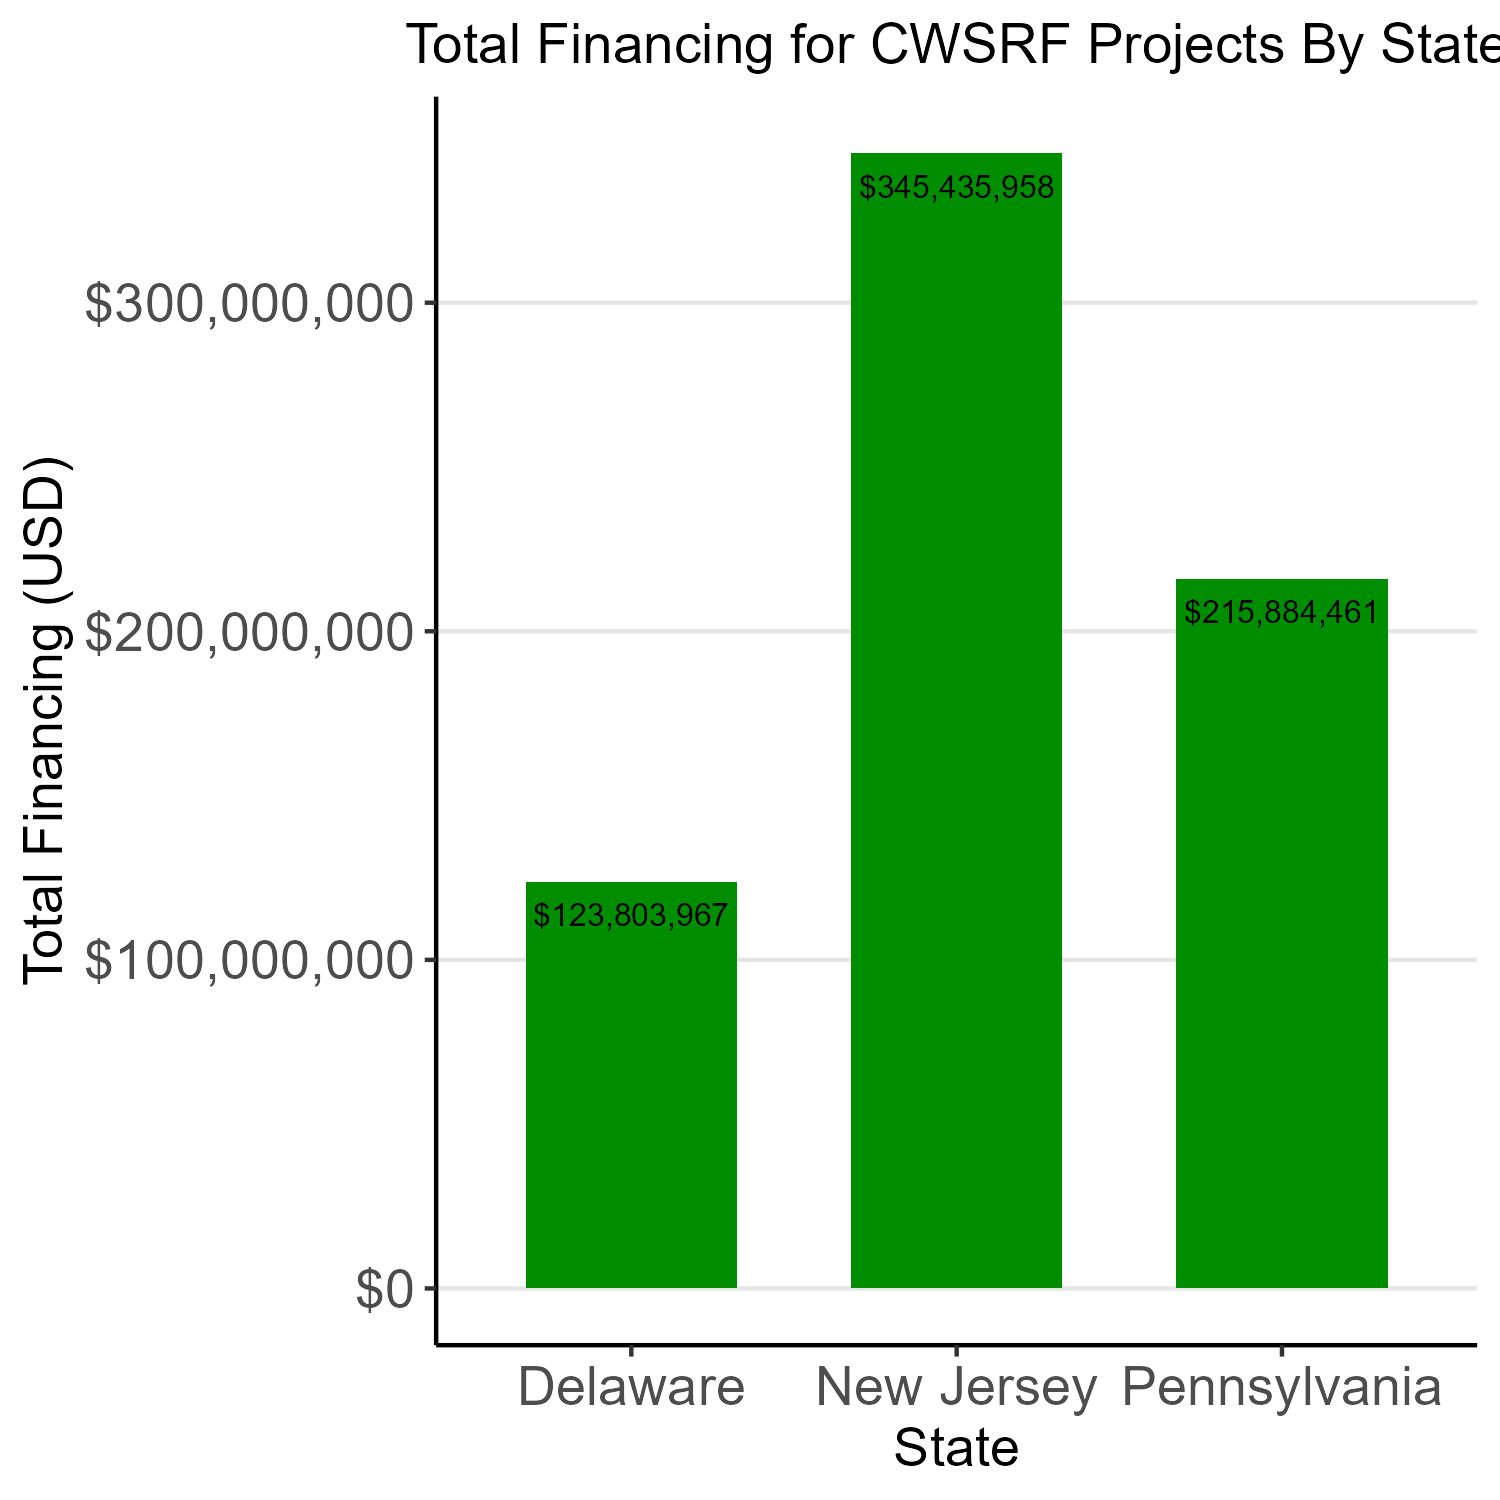 Total Financing for CWSRF Projects By State
Total Financing (USD)
$300,000,000
$200,000,000
$100,000,000
$0
$345,435,958
$215,884,461
$123,803,967
Delaware
New Jersey
Pennsylvania
State